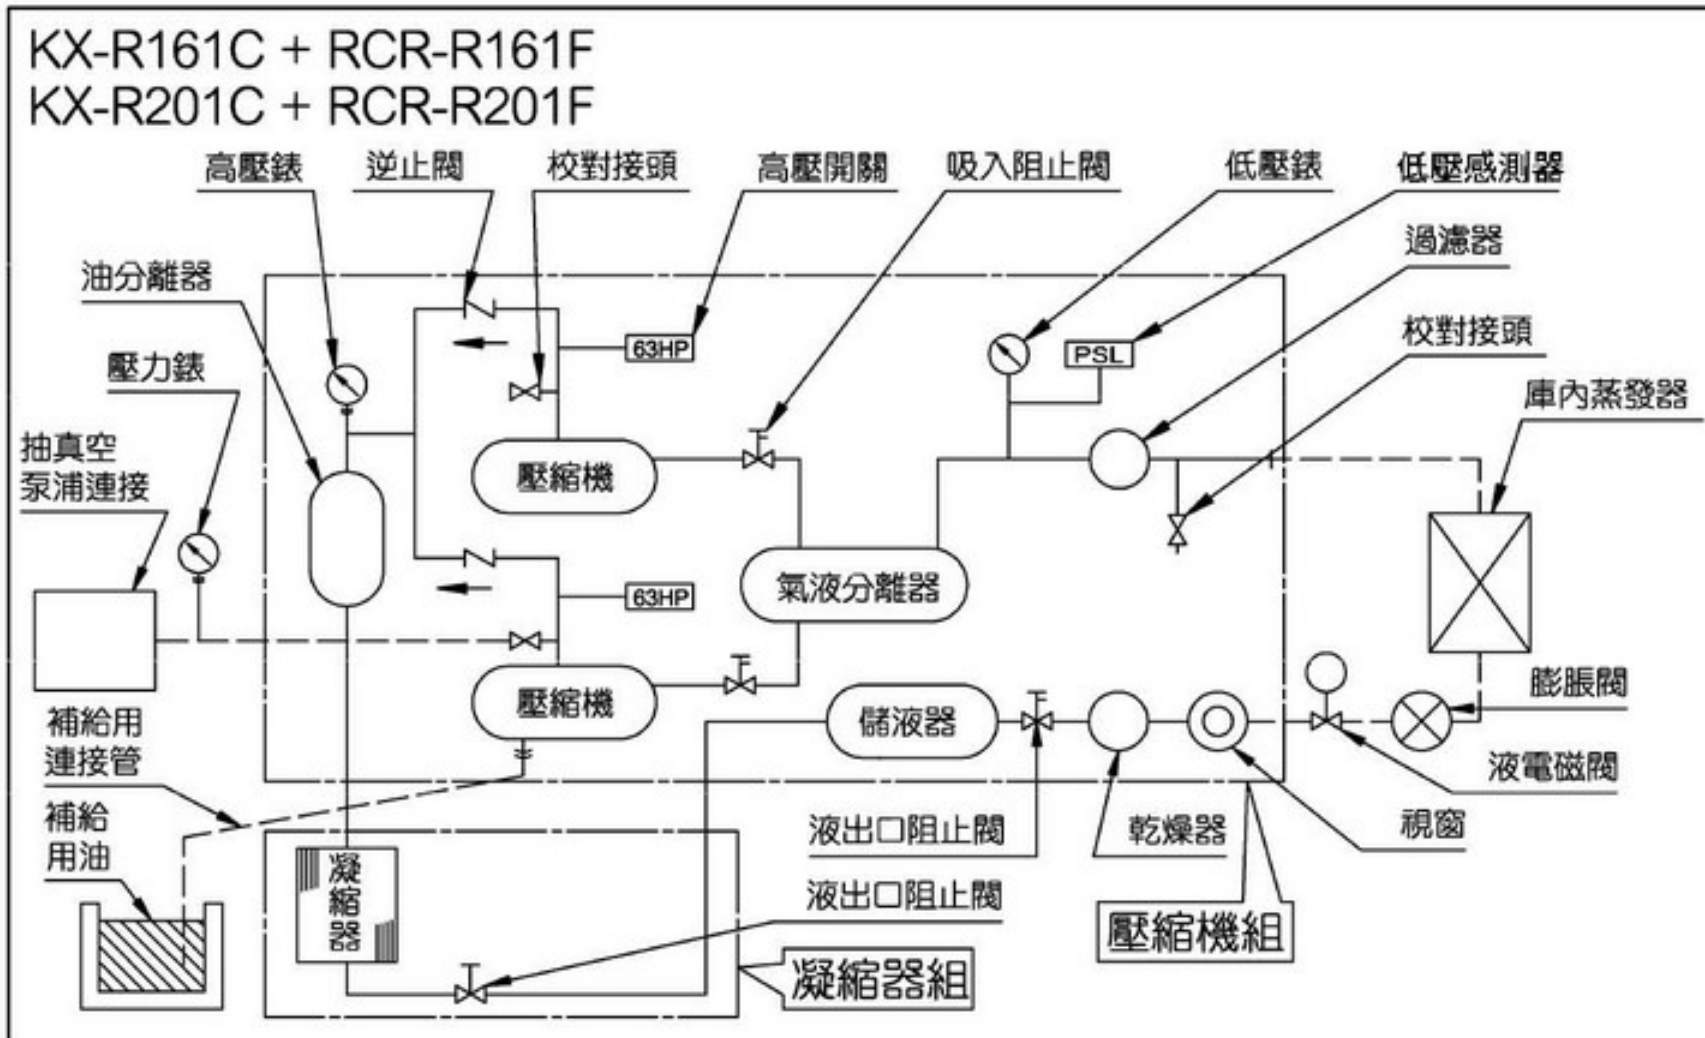 KX-R161C + RCR-R161F
KX-R201C + RCR-R201F
高壓錶
逆止閥
校對接頭
高壓開關
吸入阻止閥
低壓錶
低壓感測器
過濾器
油分離器
校對接頭
63HP
PSL
壓力錶
庫內蒸發器
抽真空
泵浦連接
壓縮機
氣液分離器
63HP
壓縮機
儲液器
膨脹閥
補給用
連接管
液電磁閥
補給
用油
液出口阻止閥
乾燥器
視窗
凝縮器
液出口阻止閥
壓縮機組
凝縮器組